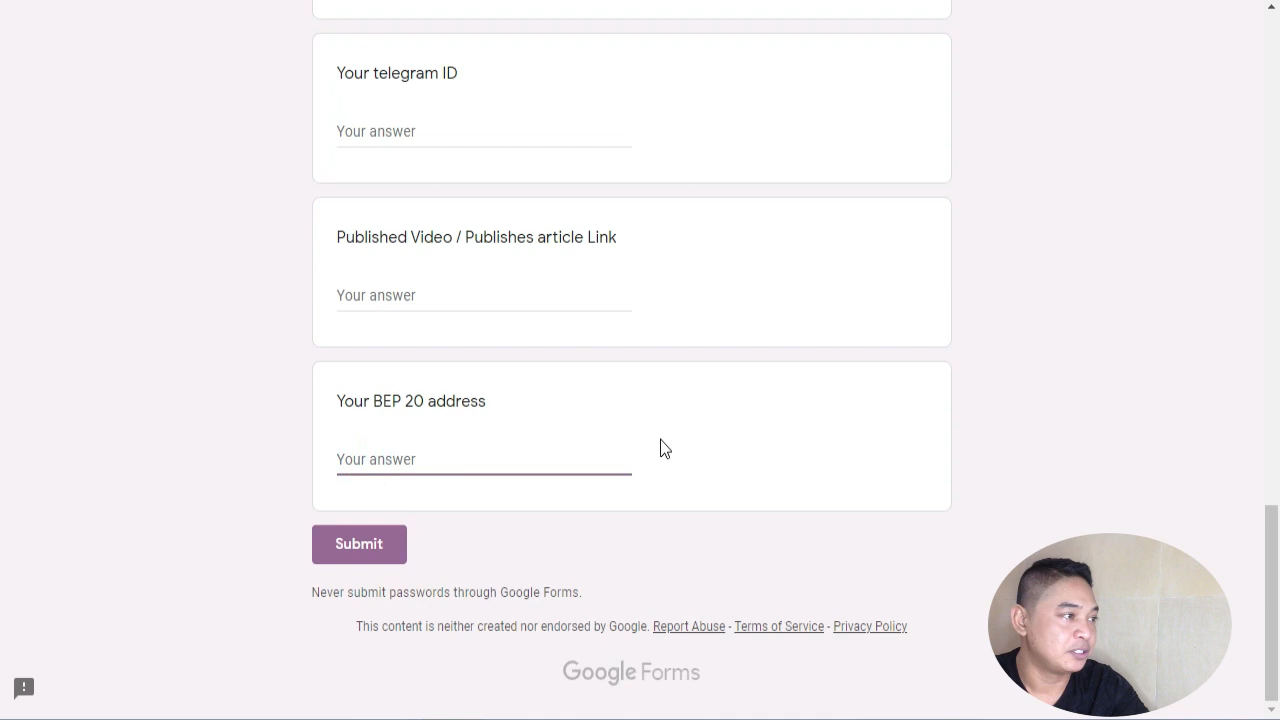 Your telegram ID
Your answer
Published Video / Publishes article Link
Your answer
Your BEP 20 address
Your answer
Submit
Never submit passwords through Google Forms.
This content is neither created nor endorsed by Google. Report Abuse - Terms of Service - Privacy Policy
Google Forms